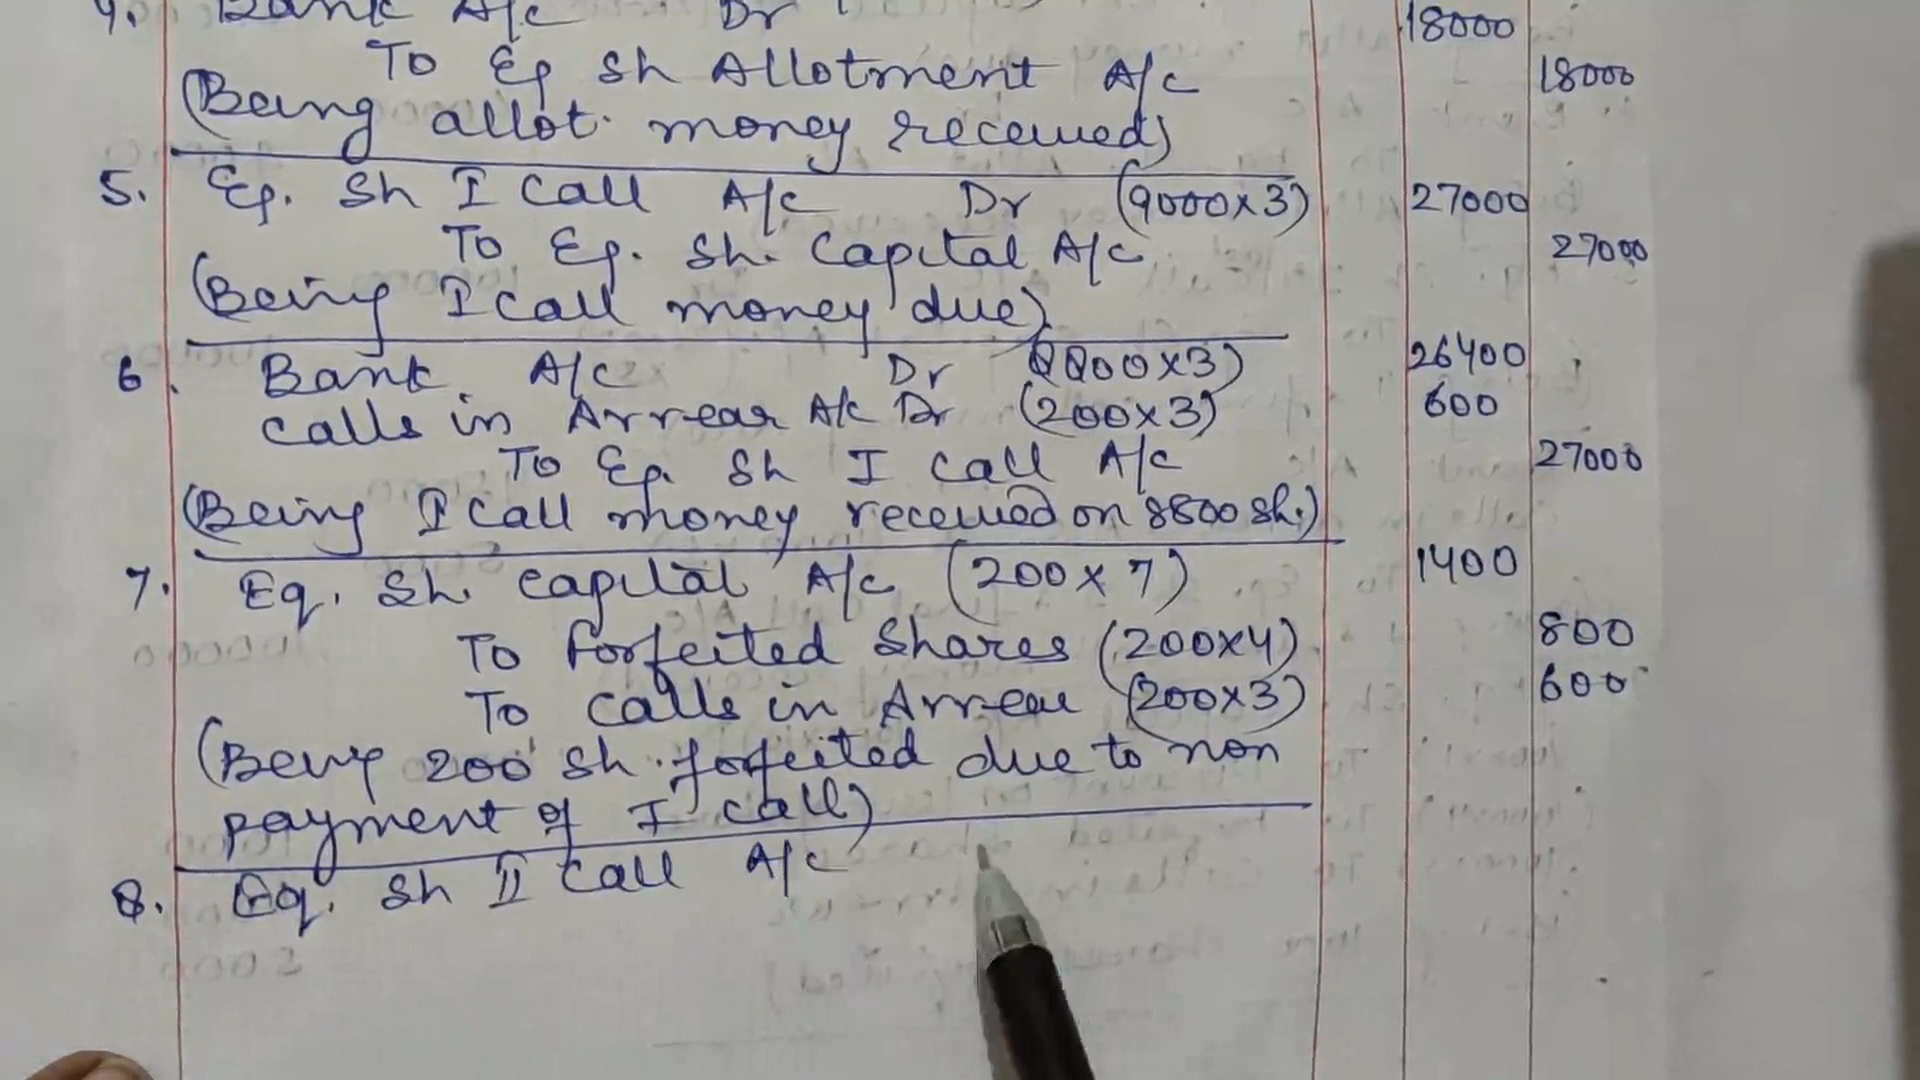 4. Bank A/c Dr 18000
To Eq Sh Allotment A/c 18000
(Being allot. money received)
5. Eq. Sh I Call A/c Dr (9000x3) 27000
To Eq. Sh. Capital A/c 27000
(Being I Call money due)
6. Bank A/c Dr (8800x3) 26400
Calls in Arrear A/c Dr (200x3) 600
To Eq. Sh I Call A/c 27000
(Being I Call money received on 8800 sh.)
7. Eq. Sh. Capital A/c (200x7) 1400
To Forfeited Shares (200x4) 800
To Calls in Arrear (200x3) 600
(Being 200 sh. forfeited due to non
payment of I Call)
8. Eq. Sh II Call A/c